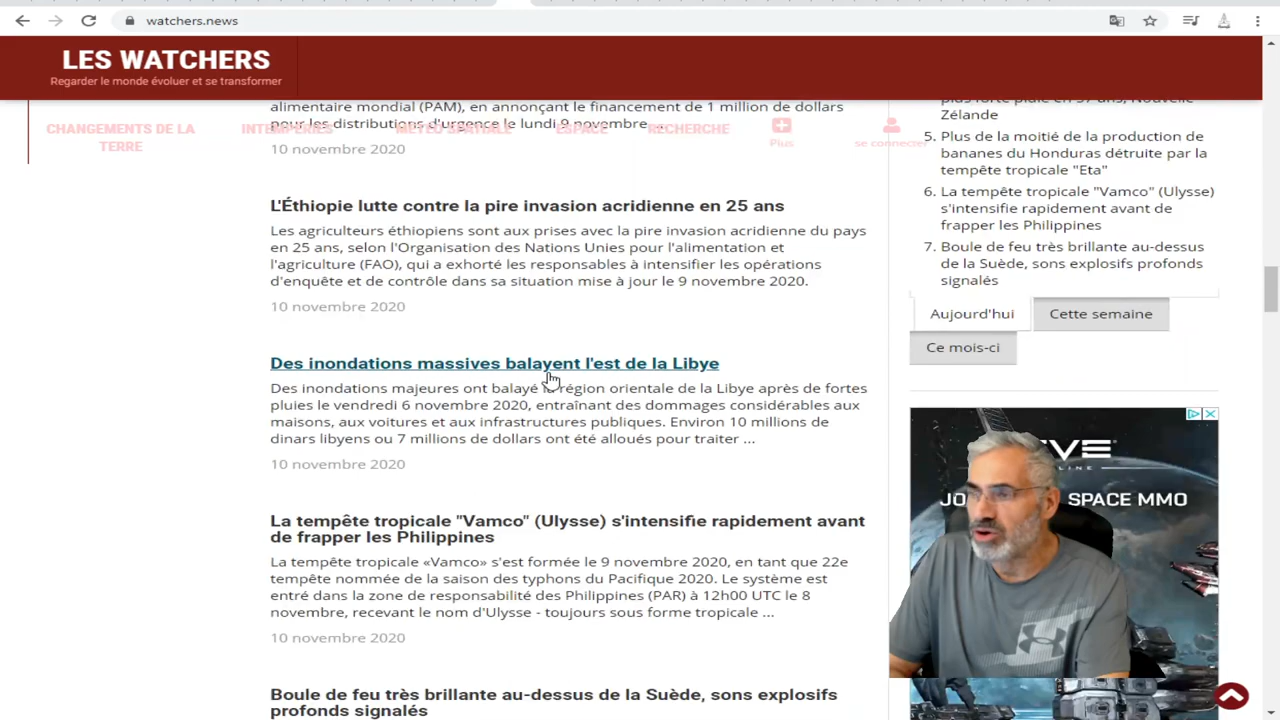 watchers.news
LES WATCHERS
Regarder le monde évoluer et se transformer
CHANGEMENTS DE LA
TERRE
INTEMPÉRIES
MÉTÉO SPATIALE
ESPACE
RECHERCHE
Plus
se connecter
alimentaire mondial (PAM), en annonçant le financement de 1 million de dollars
pour les distributions d'urgence le lundi 9 novembre ...
10 novembre 2020
L'Éthiopie lutte contre la pire invasion acridienne en 25 ans
Les agriculteurs éthiopiens sont aux prises avec la pire invasion acridienne du pays
en 25 ans, selon l'Organisation des Nations Unies pour l'alimentation et
l'agriculture (FAO), qui a exhorté les responsables à intensifier les opérations
d'enquête et de contrôle dans sa situation mise à jour le 9 novembre 2020.
10 novembre 2020
Des inondations massives balayent l'est de la Libye
Des inondations majeures ont balayé la région orientale de la Libye après de fortes
pluies le vendredi 6 novembre 2020, entraînant des dommages considérables aux
maisons, aux voitures et aux infrastructures publiques. Environ 10 millions de
dinars libyens ou 7 millions de dollars ont été alloués pour traiter ...
10 novembre 2020
La tempête tropicale "Vamco" (Ulysse) s'intensifie rapidement avant
de frapper les Philippines
La tempête tropicale «Vamco» s'est formée le 9 novembre 2020, en tant que 22e
tempête nommée de la saison des typhons du Pacifique 2020. Le système est
entré dans la zone de responsabilité des Philippines (PAR) à 12h00 UTC le 8
novembre, recevant le nom d'Ulysse - toujours sous forme tropicale ...
10 novembre 2020
Boule de feu très brillante au-dessus de la Suède, sons explosifs
profonds signalés
plus forte pluie en 57 ans, Nouvelle
Zélande
5. Plus de la moitié de la production de
bananes du Honduras détruite par la
tempête tropicale "Eta"
6. La tempête tropicale "Vamco" (Ulysse)
s'intensifie rapidement avant de
frapper les Philippines
7. Boule de feu très brillante au-dessus
de la Suède, sons explosifs profonds
signalés
Aujourd'hui
Cette semaine
Ce mois-ci
SPACE MMO